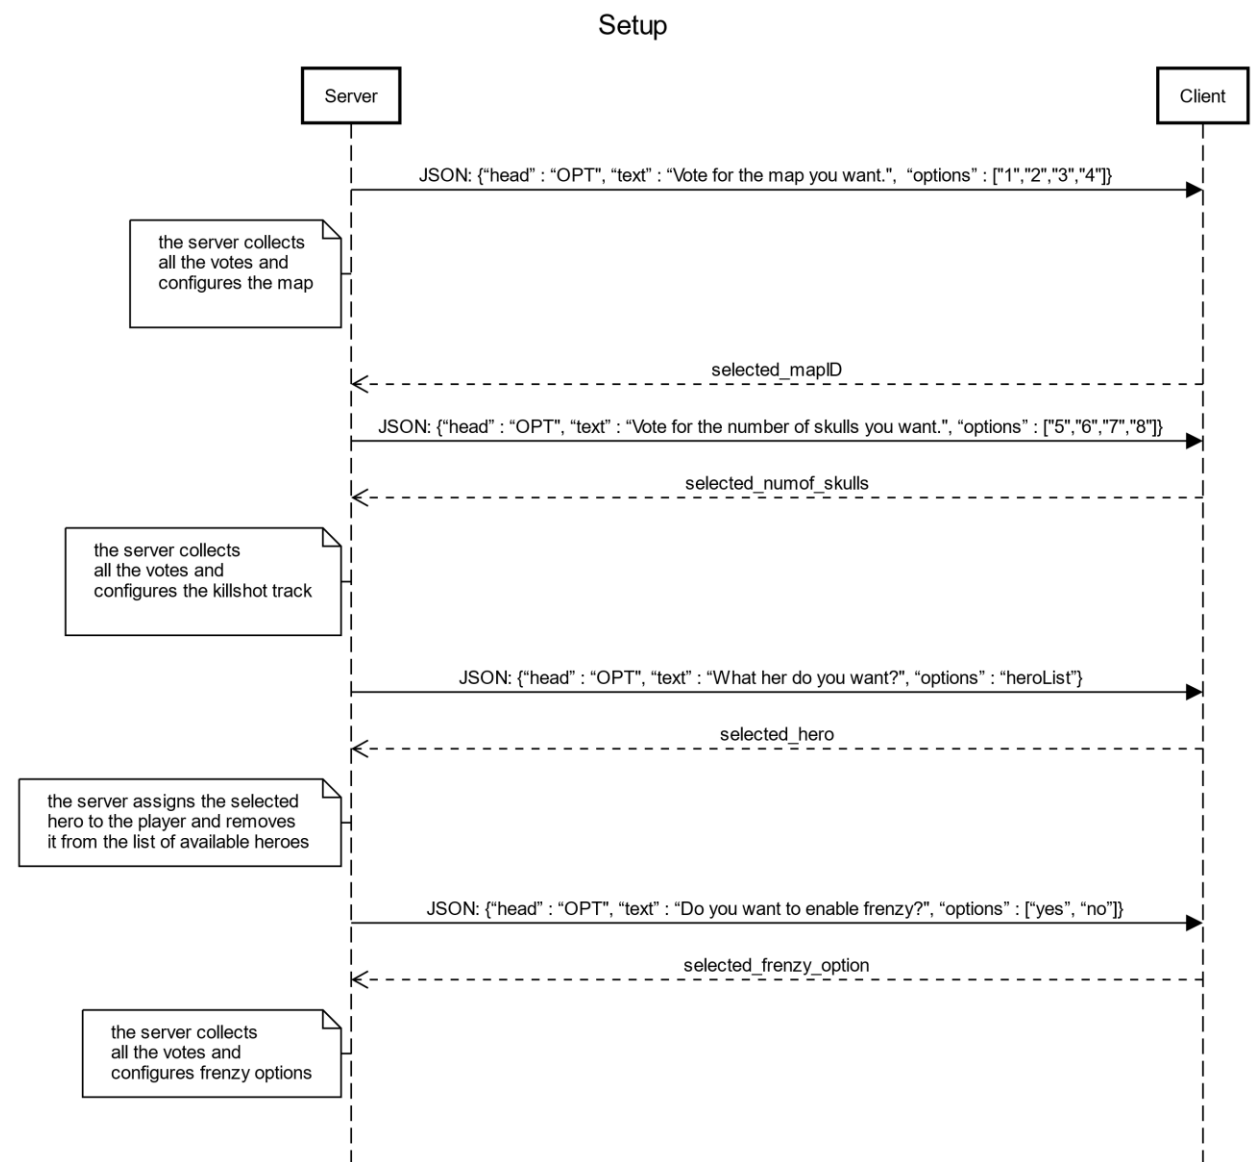 Setup
Server
Client
JSON: {“head” : “OPT", “text” : “Vote for the map you want.",  “options” : ["1","2","3","4"]}
the server collects
all the votes and
configures the map
selected_mapID
JSON: {“head” : “OPT", “text” : “Vote for the number of skulls you want.", “options” : ["5","6","7","8"]}
selected_numof_skulls
the server collects
all the votes and
configures the killshot track
JSON: {“head” : “OPT", “text” : “What her do you want?", “options” : “heroList”}
selected_hero
the server assigns the selected
hero to the player and removes
it from the list of available heroes
JSON: {“head” : “OPT", “text” : “Do you want to enable frenzy?", “options” : [“yes”, “no”]}
selected_frenzy_option
the server collects
all the votes and
configures frenzy options